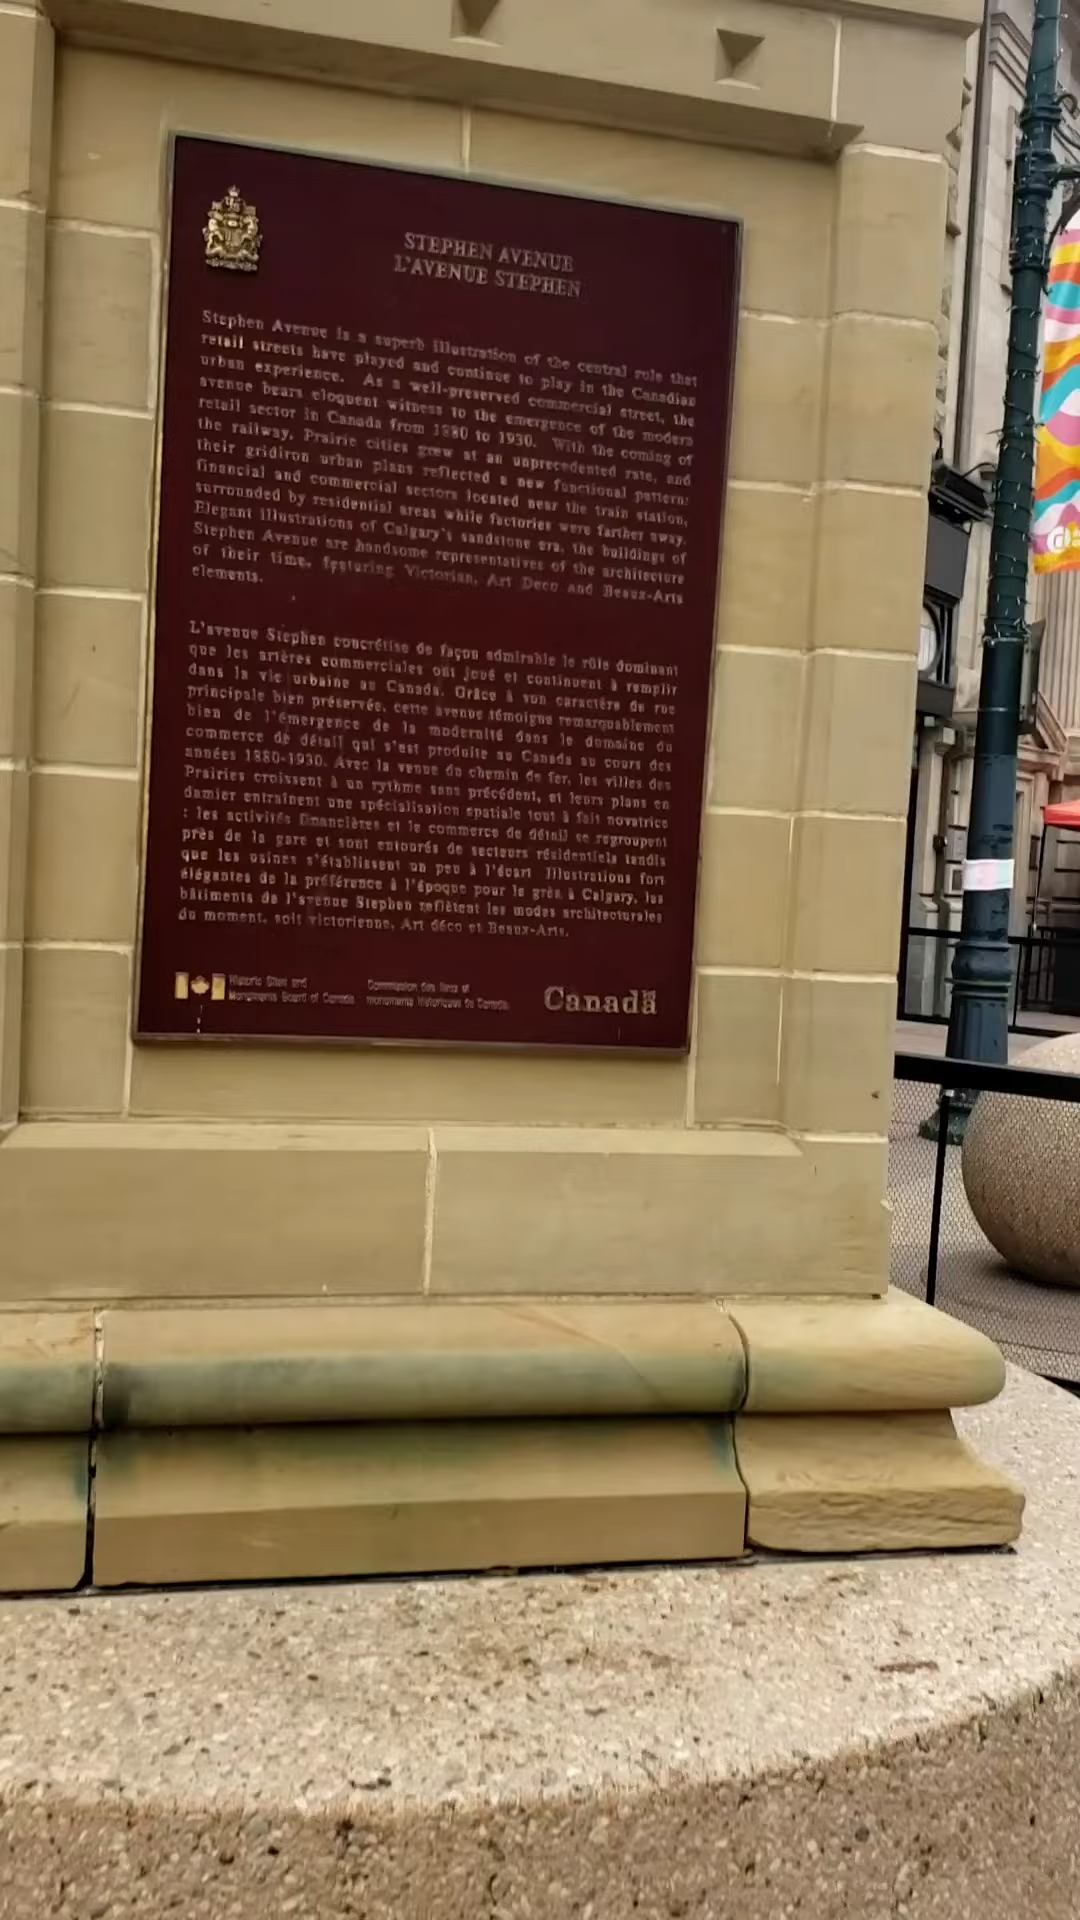 STEPHEN AVENUE
L'AVENUE STEPHEN
Stephen Avenue is a superb illustration of the central role that
retail streets have played and continue to play in the Canadian
urban experience. As a well-preserved commercial street, the
avenue bears eloquent witness to the emergence of the modern
retail sector in Canada from 1880 to 1930. With the coming of
the railway, Prairie cities grew at an unprecedented rate, and
their gridiron urban plans reflected a new functional pattern:
financial and commercial sectors located near the train station,
surrounded by residential areas while factories were farther away.
Elegant illustrations of Calgary's sandstone era, the buildings of
Stephen Avenue are handsome representatives of the architecture
of their time, featuring Victorian, Art Deco and Beaux-Arts
elements.
L'avenue Stephen concrétise de façon admirable le rôle dominant
que les artères commerciales ont joué et continuent à remplir
dans la vie urbaine au Canada. Grâce à son caractère de rue
principale bien préservée, cette avenue témoigne remarquablement
bien de l'émergence de la modernité dans le domaine du
commerce de détail qui s'est produite au Canada au cours des
années 1880-1930. Avec la venue du chemin de fer, les villes des
Prairies croissent à un rythme sans précédent, et leurs plans en
damier entraînent une spécialisation spatiale tout à fait novatrice
: les activités financières et le commerce de détail se regroupent
près de la gare et sont entourés de secteurs résidentiels tandis
que les usines s'établissent un peu à l'écart. Illustrations fort
élégantes de la préférence à l'époque pour le grès à Calgary, les
bâtiments de l'avenue Stephen reflètent les modes architecturales
du moment, soit victorienne, Art déco et Beaux-Arts.
Historic Sites and
Monuments Board of Canada
Commission des lieux et
monuments historiques du Canada
Canada